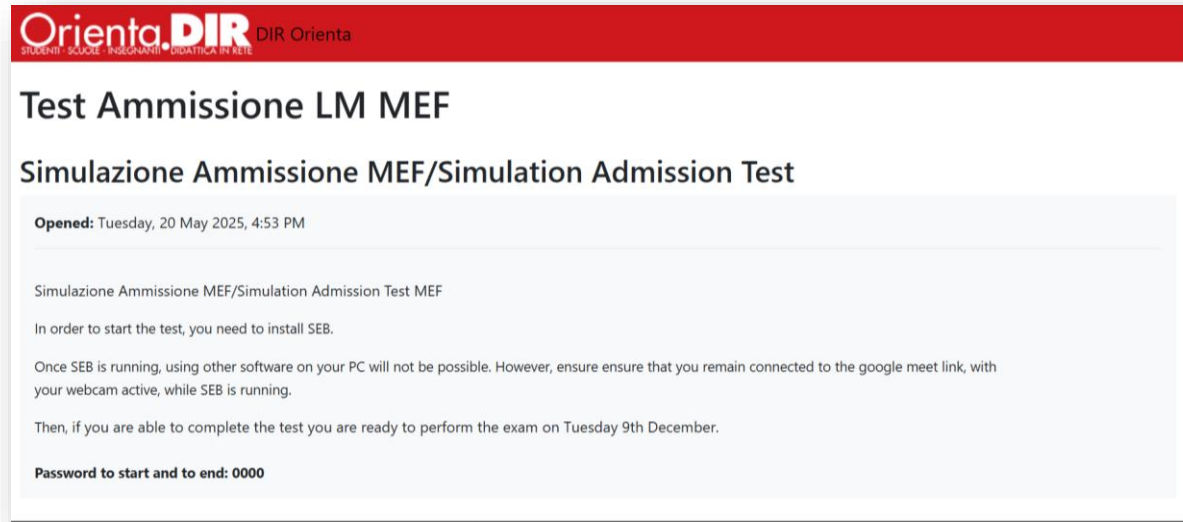 Orienta.DIR DIR Orienta
STUDENTI - SCUOLE - INSEGNANTI - DIDATTICA IN RETE
Test Ammissione LM MEF
Simulazione Ammissione MEF/Simulation Admission Test
Opened: Tuesday, 20 May 2025, 4:53 PM
Simulazione Ammissione MEF/Simulation Admission Test MEF
In order to start the test, you need to install SEB.
Once SEB is running, using other software on your PC will not be possible. However, ensure ensure that you remain connected to the google meet link, with
your webcam active, while SEB is running.
Then, if you are able to complete the test you are ready to perform the exam on Tuesday 9th December.
Password to start and to end: 0000